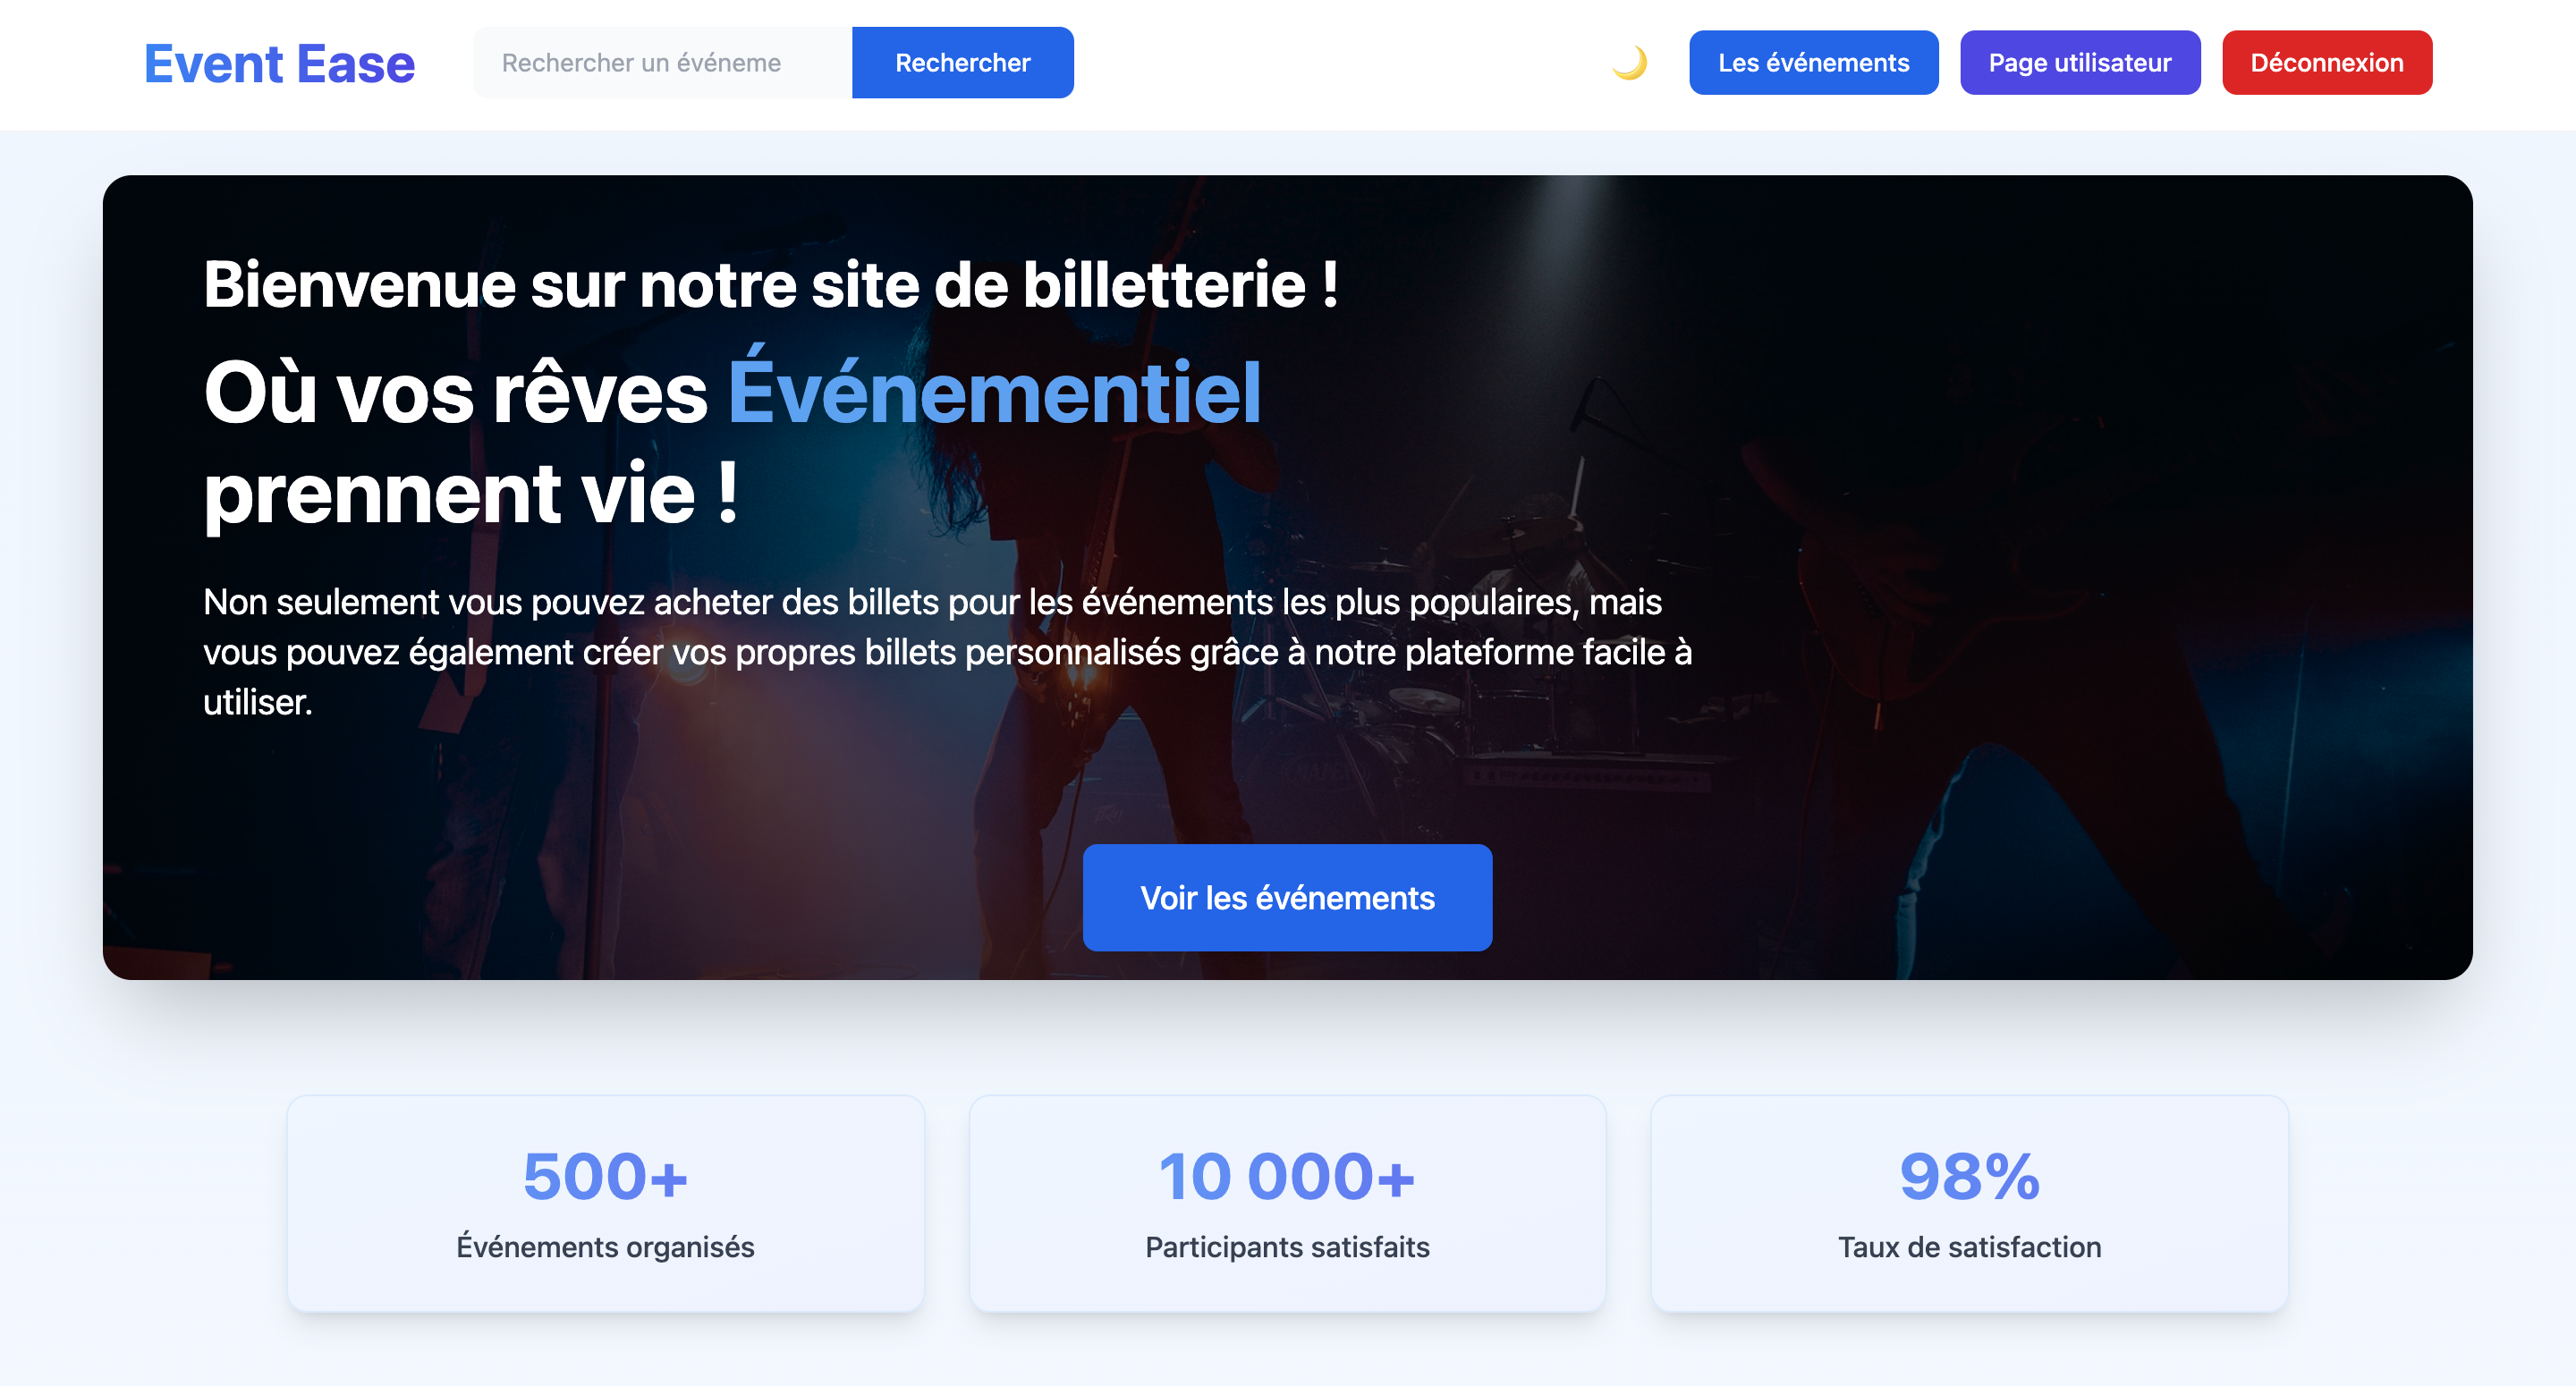 Event Ease
Rechercher un événeme
Rechercher
Les événements
Page utilisateur
Déconnexion
Bienvenue sur notre site de billetterie !
Où vos rêves Événementiel
prennent vie !
Non seulement vous pouvez acheter des billets pour les événements les plus populaires, mais
vous pouvez également créer vos propres billets personnalisés grâce à notre plateforme facile à
utiliser.
Voir les événements
500+
Événements organisés
10 000+
Participants satisfaits
98%
Taux de satisfaction